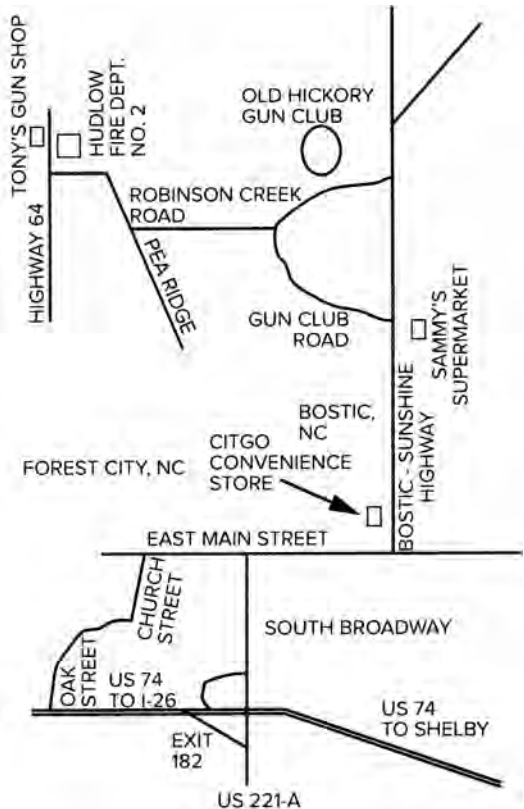 TONY'S GUN SHOP
HUDLOW
FIRE DEPT.
NO. 2
HIGHWAY 64
OLD HICKORY
GUN CLUB
ROBINSON CREEK
ROAD
PEA RIDGE
GUN CLUB
ROAD
SAMMY'S
SUPERMARKET
BOSTIC,
NC
BOSTIC - SUNSHINE
HIGHWAY
CITGO
CONVENIENCE
STORE
FOREST CITY, NC
EAST MAIN STREET
CHURCH
STREET
SOUTH BROADWAY
OAK
STREET
US 74
TO I-26
US 74
TO SHELBY
EXIT
182
US 221-A